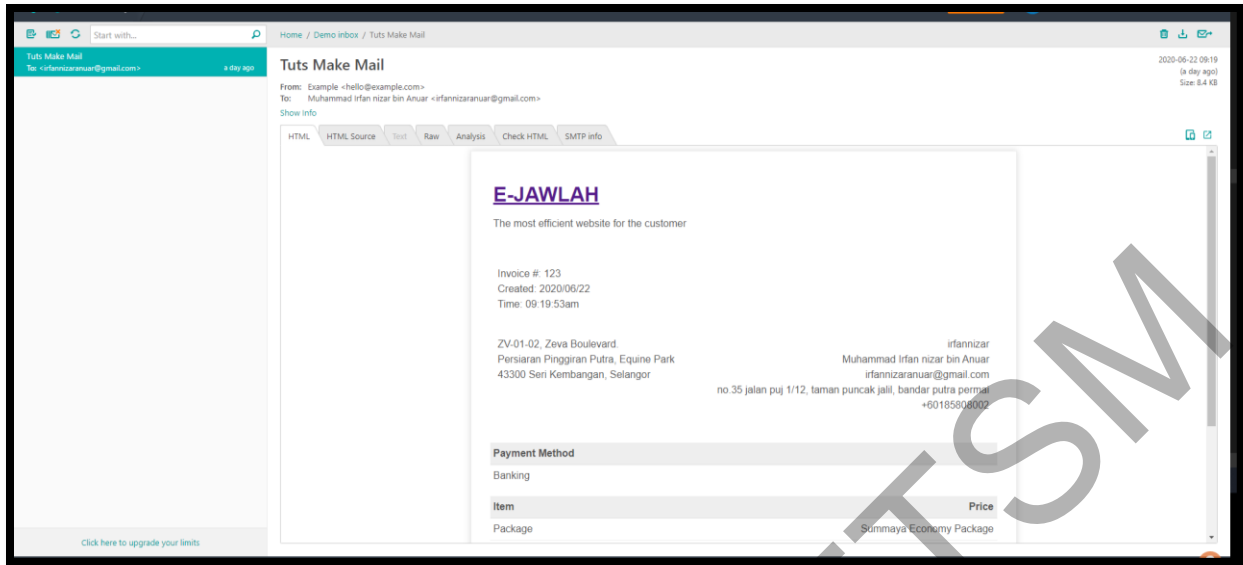 Start with...
Home / Demo inbox / Tuts Make Mail
Tuts Make Mail
To: <irfannizaranuar@gmail.com>
a day ago
Tuts Make Mail
2020-06-22 09:19
(a day ago)
Size: 8.4 KB
From: Example <hello@example.com>
To: Muhammad Irfan nizar bin Anuar <irfannizaranuar@gmail.com>
Show Info
HTML HTML Source Text Raw Analysis Check HTML SMTP info
E-JAWLAH
The most efficient website for the customer
Invoice #: 123
Created: 2020/06/22
Time: 09:19:53am
ZV-01-02, Zeva Boulevard.
Persiaran Pinggiran Putra, Equine Park
43300 Seri Kembangan, Selangor
irfannizar
Muhammad Irfan nizar bin Anuar
irfannizaranuar@gmail.com
no.35 jalan puj 1/12, taman puncak jalil, bandar putra permai
+60185808002
Payment Method
Banking
Item Price
Package Summaya Economy Package
Click here to upgrade your limits
TSM